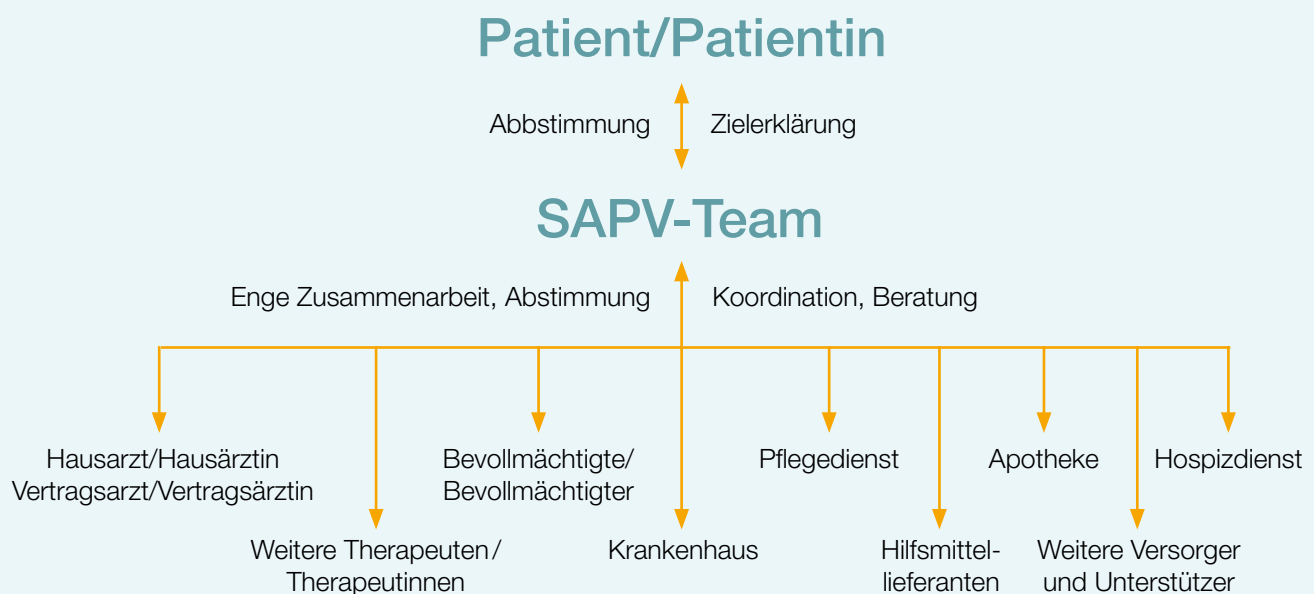 Patient/Patientin
Abbstimmung Zielerklärung
SAPV-Team
Enge Zusammenarbeit, Abstimmung Koordination, Beratung
Hausarzt/Hausärztin
Vertragsarzt/Vertragsärztin
Bevollmächtigte/
Bevollmächtigter
Pflegedienst
Apotheke
Hospizdienst
Weitere Therapeuten/
Therapeutinnen
Krankenhaus
Hilfsmittel-
lieferanten
Weitere Versorger
und Unterstützer